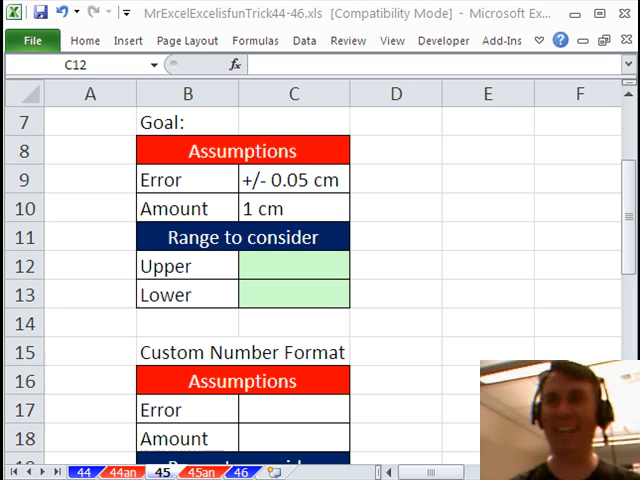 MrExcelExcelisfunTrick44-46.xls [Compatibility Mode] - Microsoft Ex...
File Home Insert Page Layout Formulas Data Review View Developer Add-Ins
C12 fx
A B C D E F
7 Goal:
8 Assumptions
9 Error +/- 0.05 cm
10 Amount 1 cm
11 Range to consider
12 Upper
13 Lower
14
15 Custom Number Format
16 Assumptions
17 Error
18 Amount
44 44an 45 45an 46